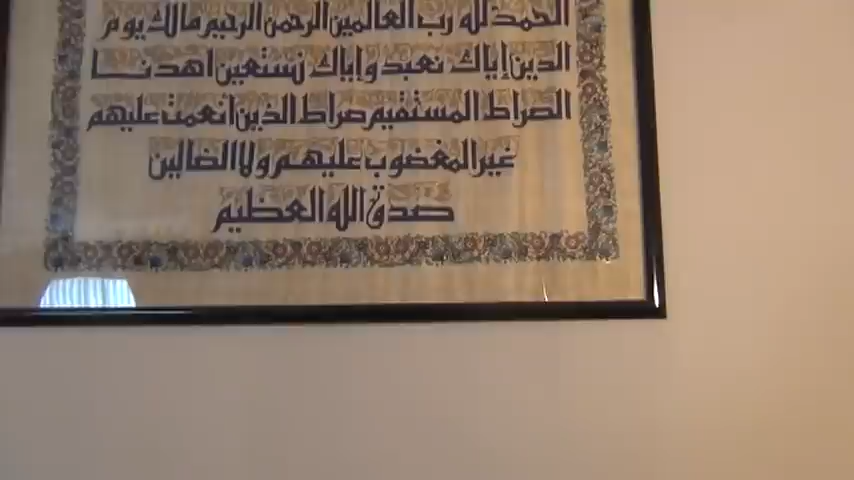 الحمد لله رب العالمين الرحمن الرحيم مالك يوم
الدين إياك نعبد وإياك نستعين اهدنا
الصراط المستقيم صراط الذين انعمت عليهم
غير المغضوب عليهم ولا الضالين
صدق الله العظيم